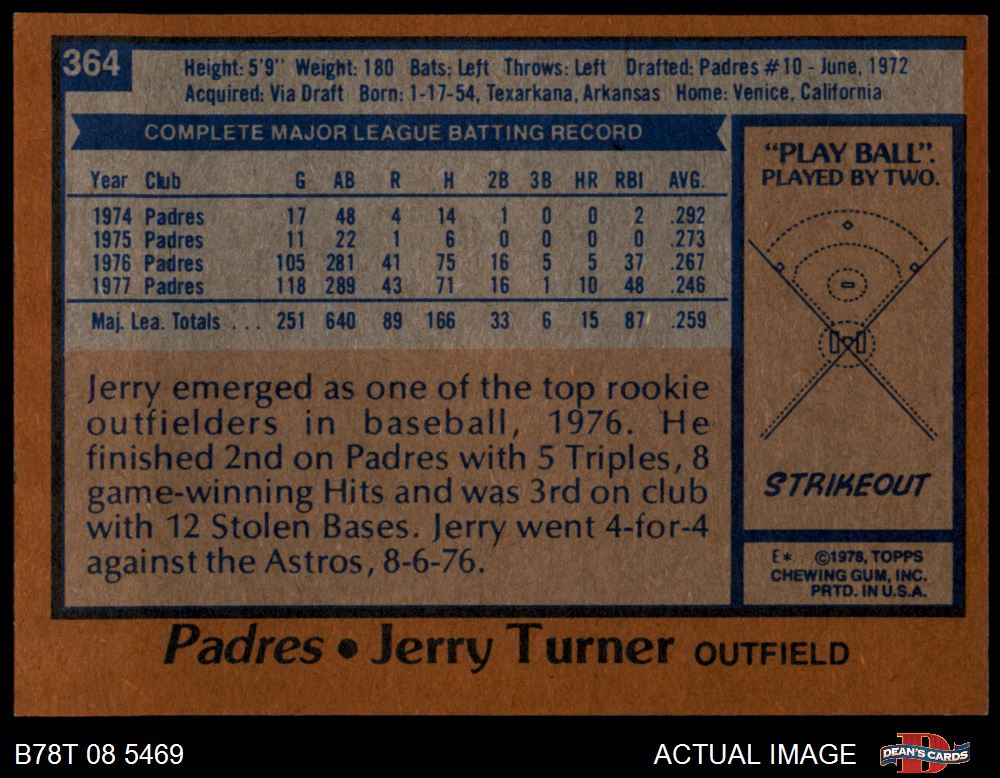 364
Height: 5'9" Weight: 180 Bats: Left Throws: Left Drafted: Padres #10 - June, 1972
Acquired: Via Draft Born: 1-17-54, Texarkana, Arkansas Home: Venice, California
COMPLETE MAJOR LEAGUE BATTING RECORD
Year Club G AB R H 2B 3B HR RBI AVG.
1974 Padres 17 48 4 14 1 0 0 2 .292
1975 Padres 11 22 1 6 0 0 0 0 .273
1976 Padres 105 281 41 75 16 5 5 37 .267
1977 Padres 118 289 43 71 16 1 10 48 .246
Maj. Lea. Totals . . . 251 640 89 166 33 6 15 87 .259
Jerry emerged as one of the top rookie
outfielders in baseball, 1976. He
finished 2nd on Padres with 5 Triples, 8
game-winning Hits and was 3rd on club
with 12 Stolen Bases. Jerry went 4-for-4
against the Astros, 8-6-76.
"PLAY BALL".
PLAYED BY TWO.
STRIKEOUT
E* ©1978, TOPPS
CHEWING GUM, INC.
PRTD. IN U.S.A.
Padres • Jerry Turner OUTFIELD
B78T 08 5469
ACTUAL IMAGE
D
DEAN'S CARDS